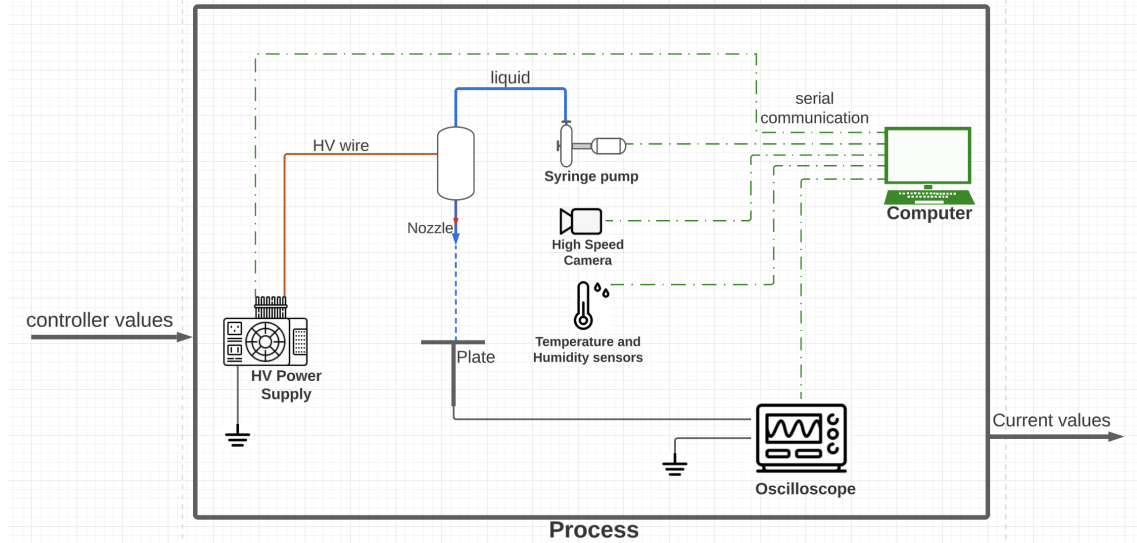 liquid
serial
communication
HV wire
Syringe pump
Computer
Nozzle
High Speed
Camera
controller values
Temperature and
Humidity sensors
Plate
HV Power
Supply
Current values
Oscilloscope
Process